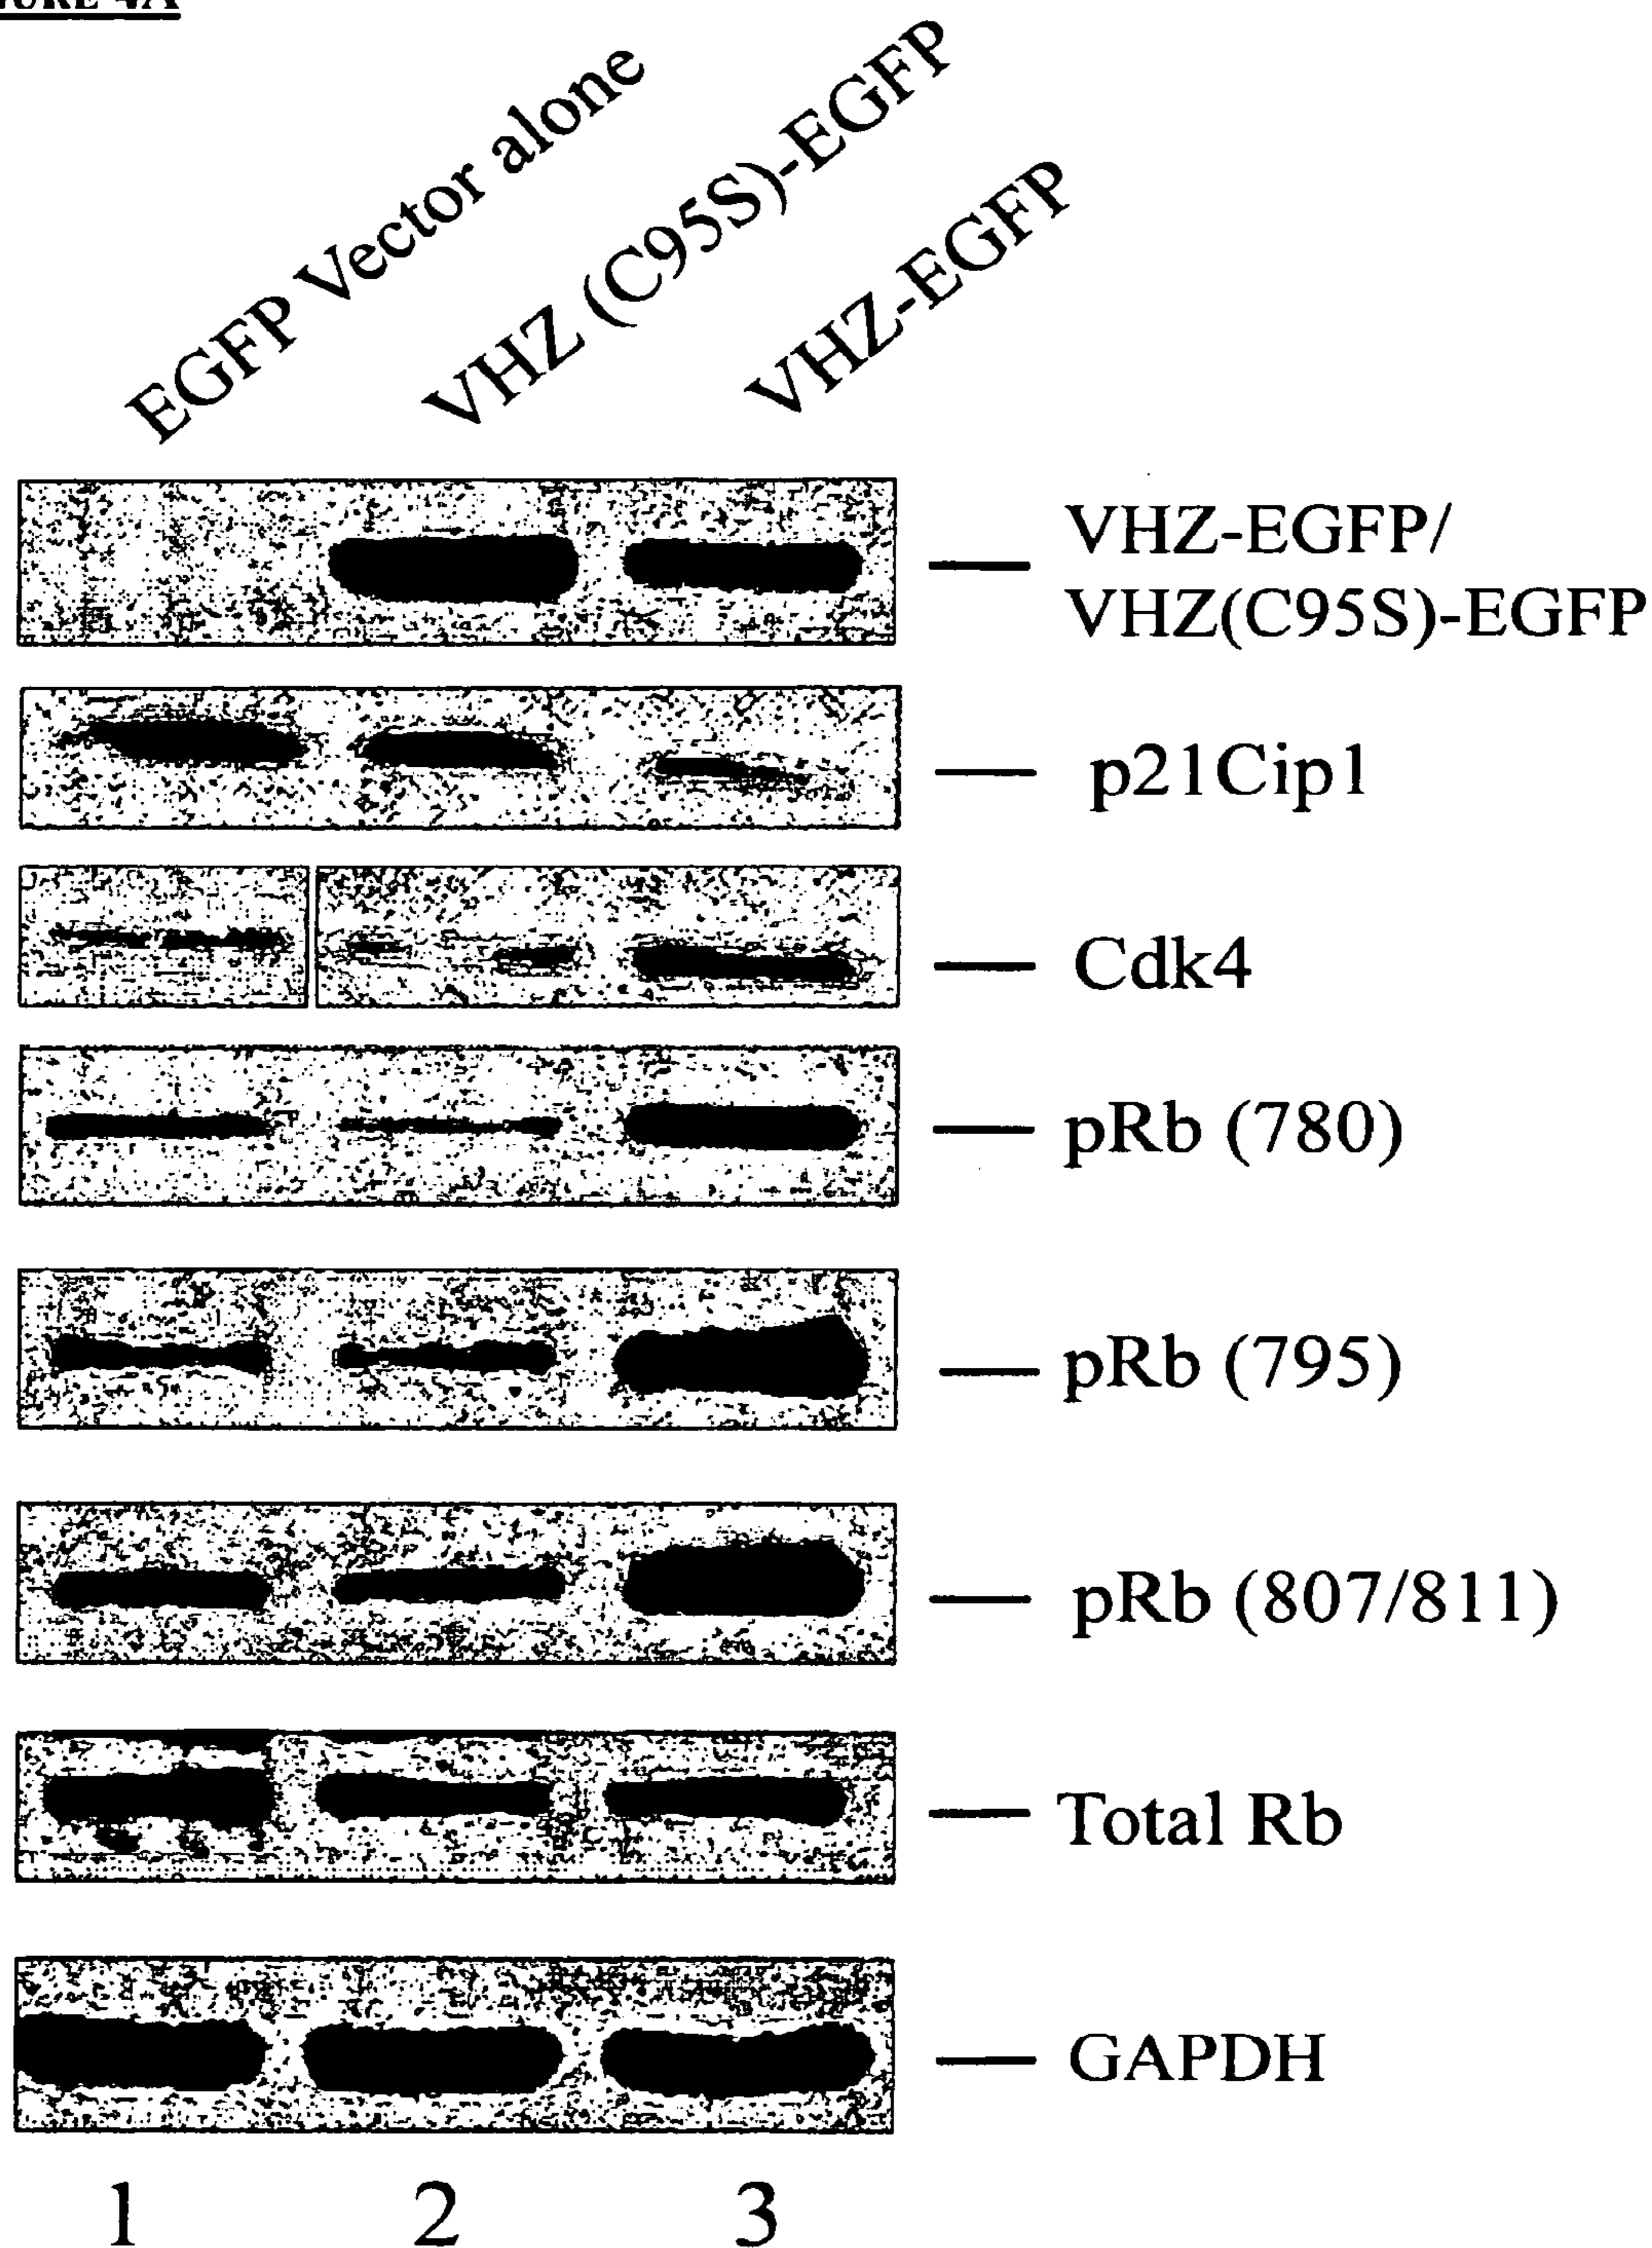 4A
EGFP Vector alone
VHZ (C95S)-EGFP
VHZ-EGFP
VHZ-EGFP/
VHZ(C95S)-EGFP
p21Cip1
Cdk4
pRb (780)
pRb (795)
pRb (807/811)
Total Rb
GAPDH
1 2 3